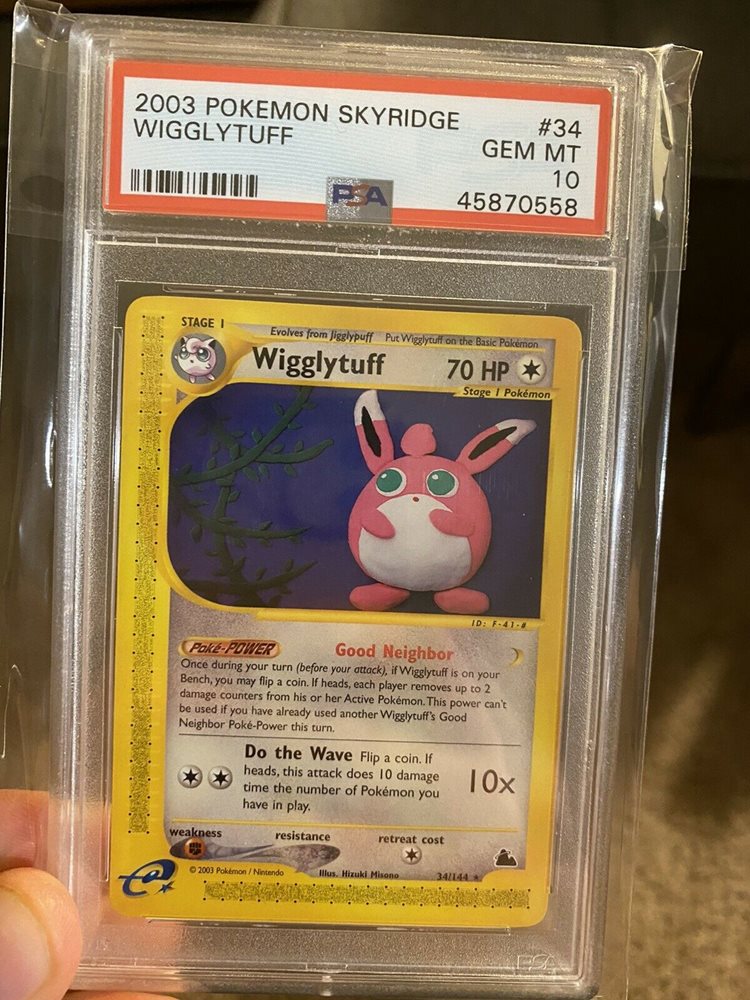 2003 POKEMON SKYRIDGE #34
WIGGLYTUFF GEM MT
10
PSA 45870558
STAGE 1 Evolves from Jigglypuff Put Wigglytuff on the Basic Pokémon
Wigglytuff 70 HP
Stage 1 Pokémon
ID: F-41-#
Poké-POWER Good Neighbor
Once during your turn (before your attack), if Wigglytuff is on your
Bench, you may flip a coin. If heads, each player removes up to 2
damage counters from his or her Active Pokémon. This power can't
be used if you have already used another Wigglytuff's Good
Neighbor Poké-Power this turn.
Do the Wave Flip a coin. If
heads, this attack does 10 damage
time the number of Pokémon you
have in play.
10x
weakness resistance retreat cost
e
© 2003 Pokémon / Nintendo Illus. Hizuki Misono 34/144 ★
PSA